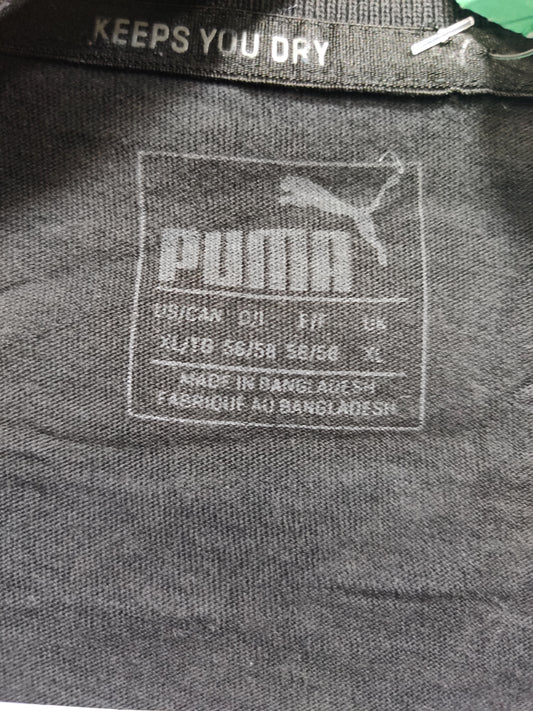 KEEPS YOU DRY
PUMA
US/CAN D/I E/F UK
XL/TG 56/58 56/58 XL
MADE IN BANGLADESH
FABRIQUÉ AU BANGLADESH